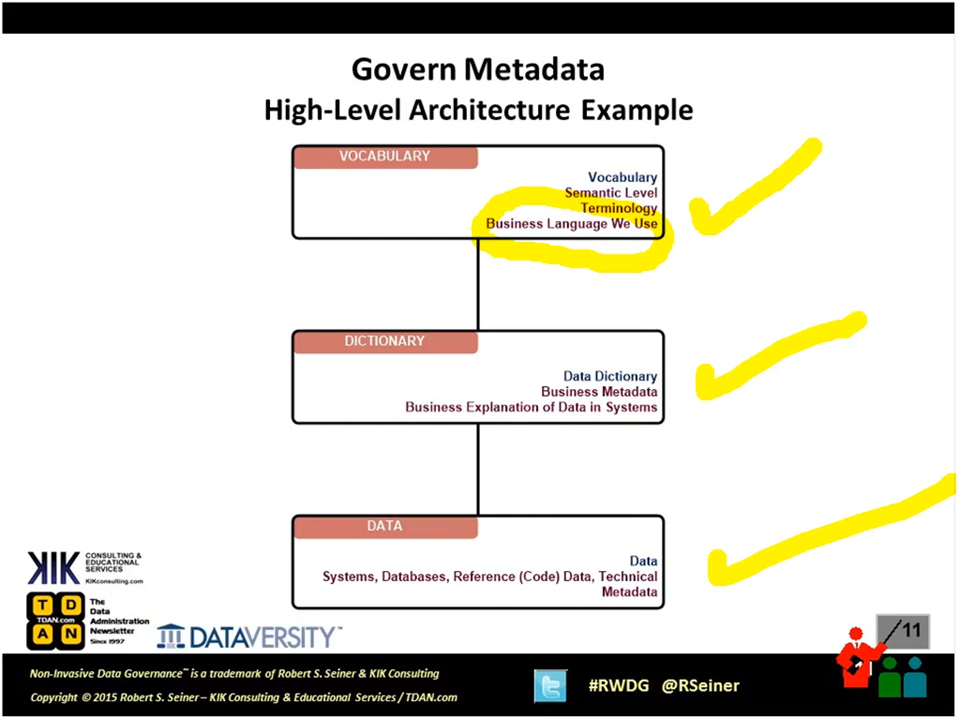 Govern Metadata
High-Level Architecture Example
VOCABULARY
Vocabulary
Semantic Level
Terminology
Business Language We Use
DICTIONARY
Data Dictionary
Business Metadata
Business Explanation of Data in Systems
DATA
Data
Systems, Databases, Reference (Code) Data, Technical
Metadata
KIK
CONSULTING &
EDUCATIONAL
SERVICES
KIKconsulting.com
T D
TDAN.com
A N
The
Data
Administration
Newsletter
Since 1997
DATAVERSITY™
11
Non-Invasive Data Governance™ is a trademark of Robert S. Seiner & KIK Consulting
Copyright © 2015 Robert S. Seiner – KIK Consulting & Educational Services / TDAN.com
#RWDG @RSeiner